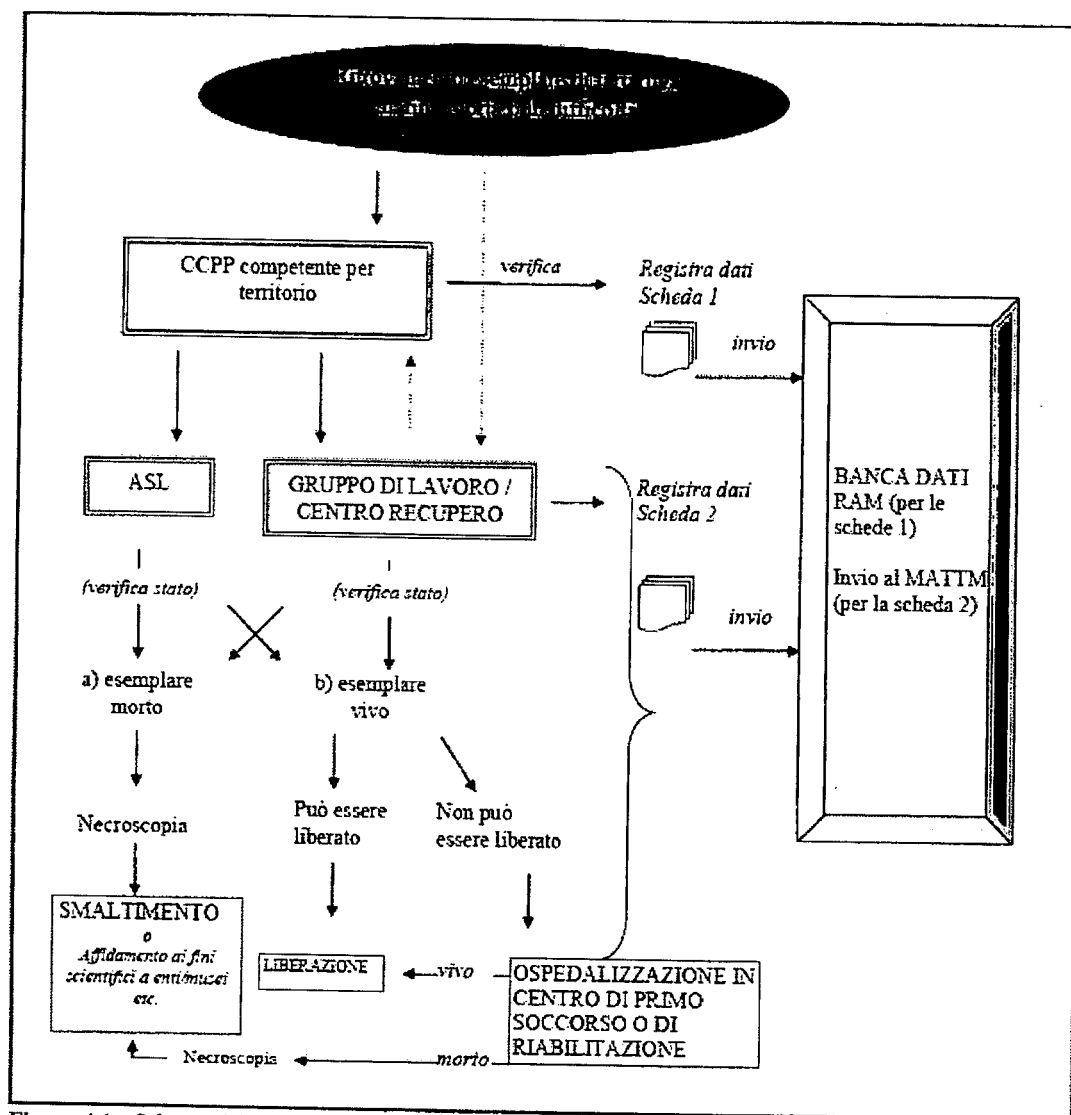 CCPP competente per
territorio
verifica
Registra dati
Scheda 1
invio
ASL
GRUPPO DI LAVORO /
CENTRO RECUPERO
Registra dati
Scheda 2
BANCA DATI
RAM (per le
schede 1)
Invio al MATTM
(per la scheda 2)
(verifica stato)
(verifica stato)
invio
a) esemplare
morto
b) esemplare
vivo
Necroscopia
Può essere
liberato
Non può
essere liberato
SMALTIMENTO
o
Affidamento ai fini
scientifici a enti/musei
etc.
LIBERAZIONE
vivo
OSPEDALIZZAZIONE IN
CENTRO DI PRIMO
SOCCORSO O DI
RIABILITAZIONE
Necroscopia
morto